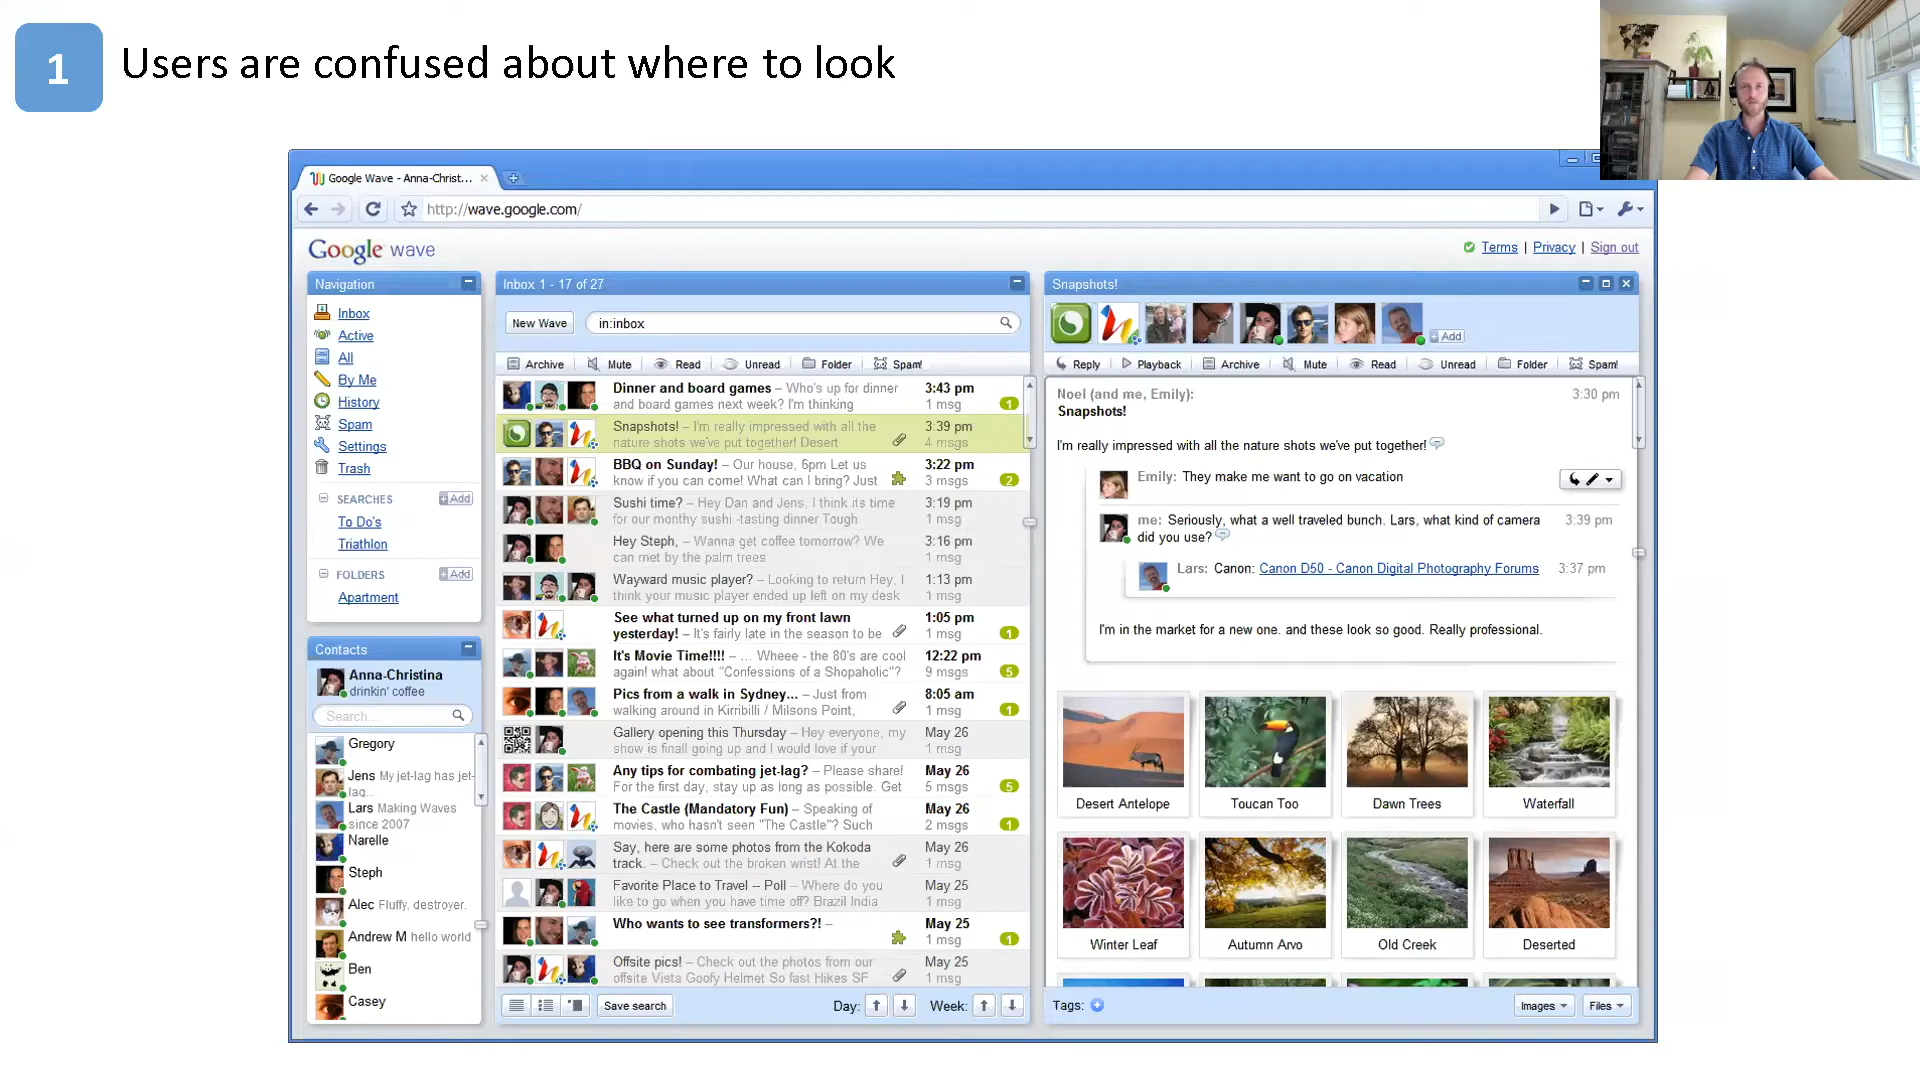 1
Users are confused about where to look
Google Wave - Anna-Christ...
http://wave.google.com/
Google wave
Terms | Privacy | Sign out
Navigation
Inbox
Active
All
By Me
History
Spam
Settings
Trash
SEARCHES
Add
To Do's
Triathlon
FOLDERS
Add
Apartment
Contacts
Anna-Christina
drinkin' coffee
Search...
Gregory
Jens My jet-lag has jet-
lag...
Lars Making Waves
since 2007
Narelle
Steph
Alec Fluffy, destroyer.
Andrew M hello world
Ben
Casey
Inbox 1 - 17 of 27
New Wave
in:inbox
Archive Mute Read Unread Folder Spam!
Dinner and board games – Who's up for dinner 3:43 pm
and board games next week? I'm thinking 1 msg 1
Snapshots! – I'm really impressed with all the 3:39 pm
nature shots we've put together! Desert 4 msgs
BBQ on Sunday! – Our house, 6pm Let us 3:22 pm
know if you can come! What can I bring? Just 3 msgs 2
Sushi time? – Hey Dan and Jens, I think its time 3:19 pm
for our monthy sushi -tasting dinner Tough 1 msg
Hey Steph, – Wanna get coffee tomorrow? We 3:16 pm
can met by the palm trees 1 msg
Wayward music player? – Looking to return Hey, I 1:13 pm
think your music player ended up left on my desk 1 msg
See what turned up on my front lawn 1:05 pm
yesterday! – It's fairly late in the season to be 1 msg 1
It's Movie Time!!!! – ... Wheee - the 80's are cool 12:22 pm
again! what about "Confessions of a Shopaholic"? 9 msgs 5
Pics from a walk in Sydney... – Just from 8:05 am
walking around in Kirribilli / Milsons Point, 1 msg 1
Gallery opening this Thursday – Hey everyone, my May 26
show is finall going up and I would love if your 1 msg
Any tips for combating jet-lag? – Please share! May 26
For the first day, stay up as long as possible. Get 5 msgs 5
The Castle (Mandatory Fun) – Speaking of May 26
movies, who hasn't seen "The Castle"? Such 2 msgs 1
Say, here are some photos from the Kokoda May 26
track. – Check out the broken wrist! At the 1 msg
Favorite Place to Travel -- Poll – Where do you May 25
like to go when you have time off? Brazil India 1 msg
Who wants to see transformers?! – May 25
1 msg 1
Offsite pics! – Check out the photos from our May 25
offsite Vista Goofy Helmet So fast Hikes SF 1 msg
Save search Day: Week:
Snapshots!
Add
Reply Playback Archive Mute Read Unread Folder Spam!
Noel (and me, Emily): 3:30 pm
Snapshots!
I'm really impressed with all the nature shots we've put together!
Emily: They make me want to go on vacation
me: Seriously, what a well traveled bunch. Lars, what kind of camera 3:39 pm
did you use?
Lars: Canon: Canon D50 - Canon Digital Photography Forums 3:37 pm
I'm in the market for a new one. and these look so good. Really professional.
Desert Antelope Toucan Too Dawn Trees Waterfall
Winter Leaf Autumn Arvo Old Creek Deserted
Tags: Images Files